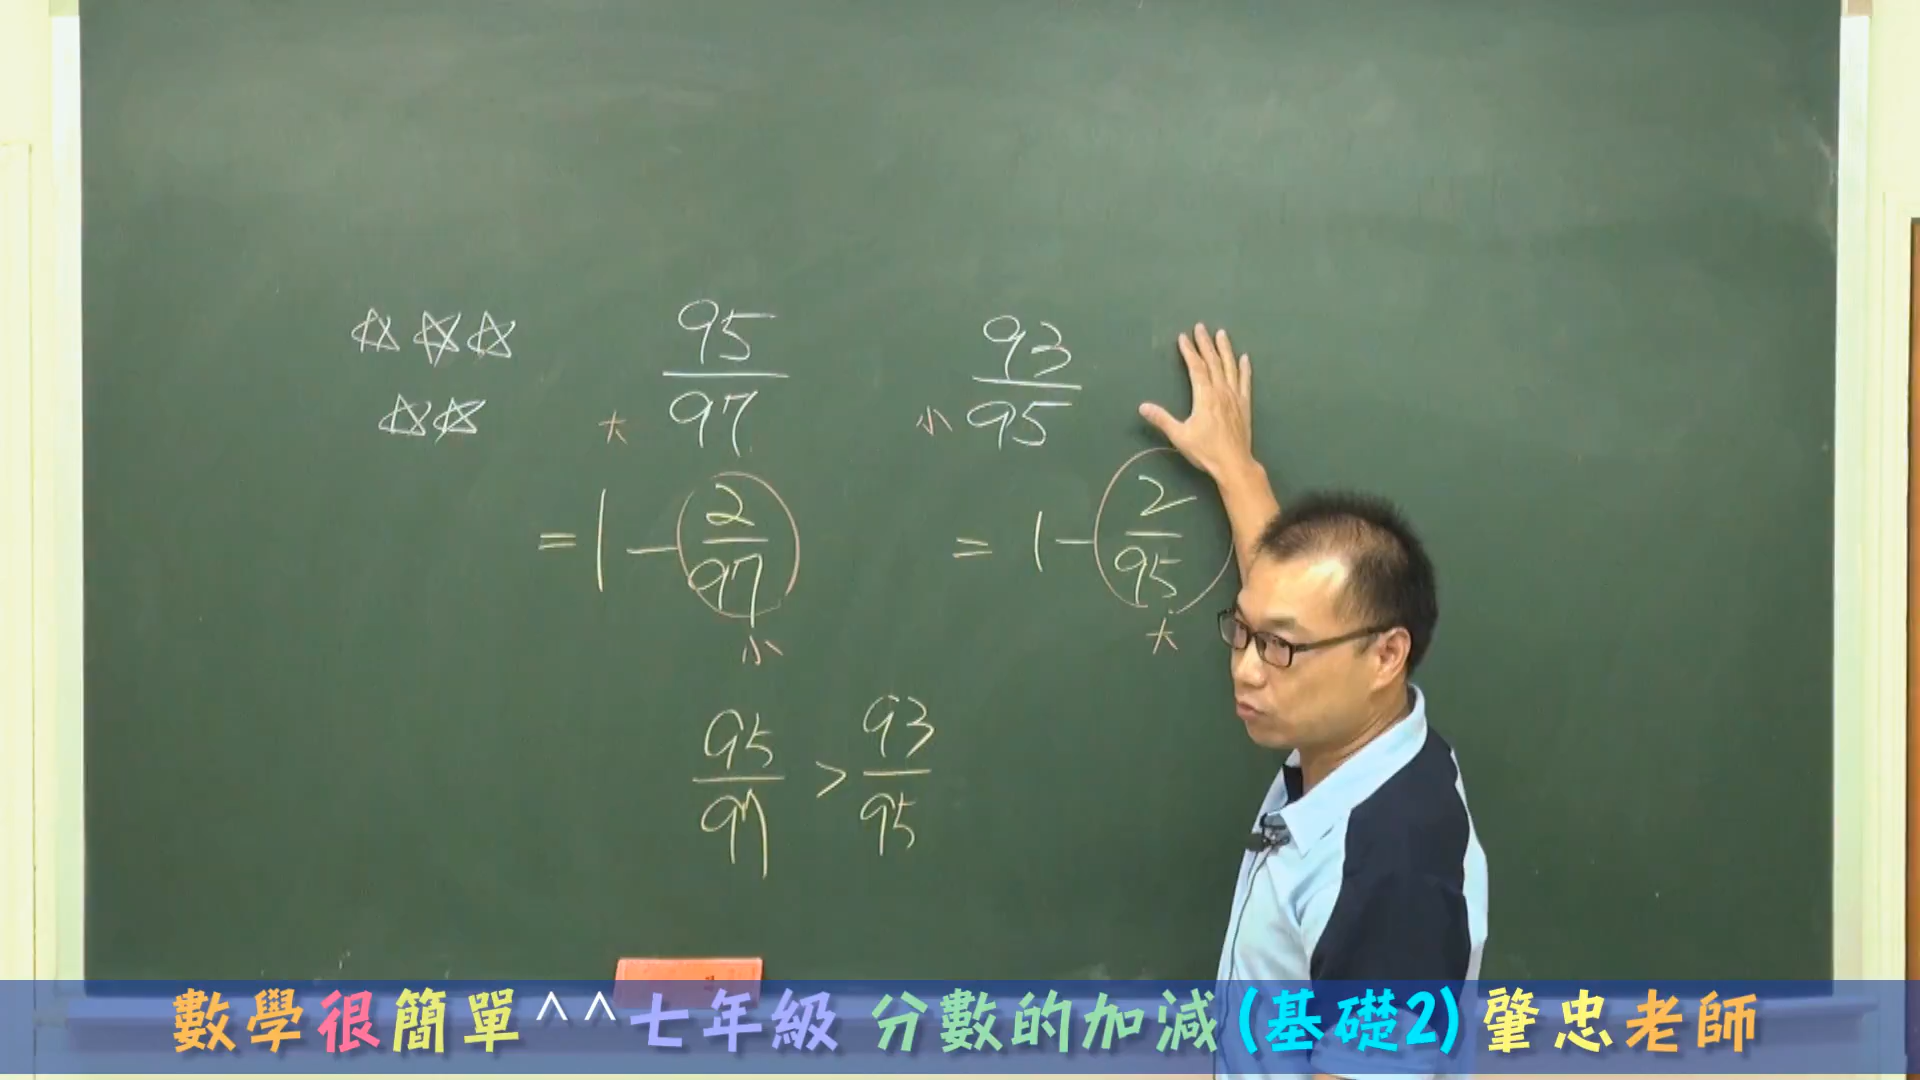 ☆☆☆ 95/97 93/95
☆☆ 大 小
= 1 - 2/97 = 1 - 2/95
小 大
95/97 > 93/95
數學很簡單^^七年級 分數的加減(基礎2)肇忠老師